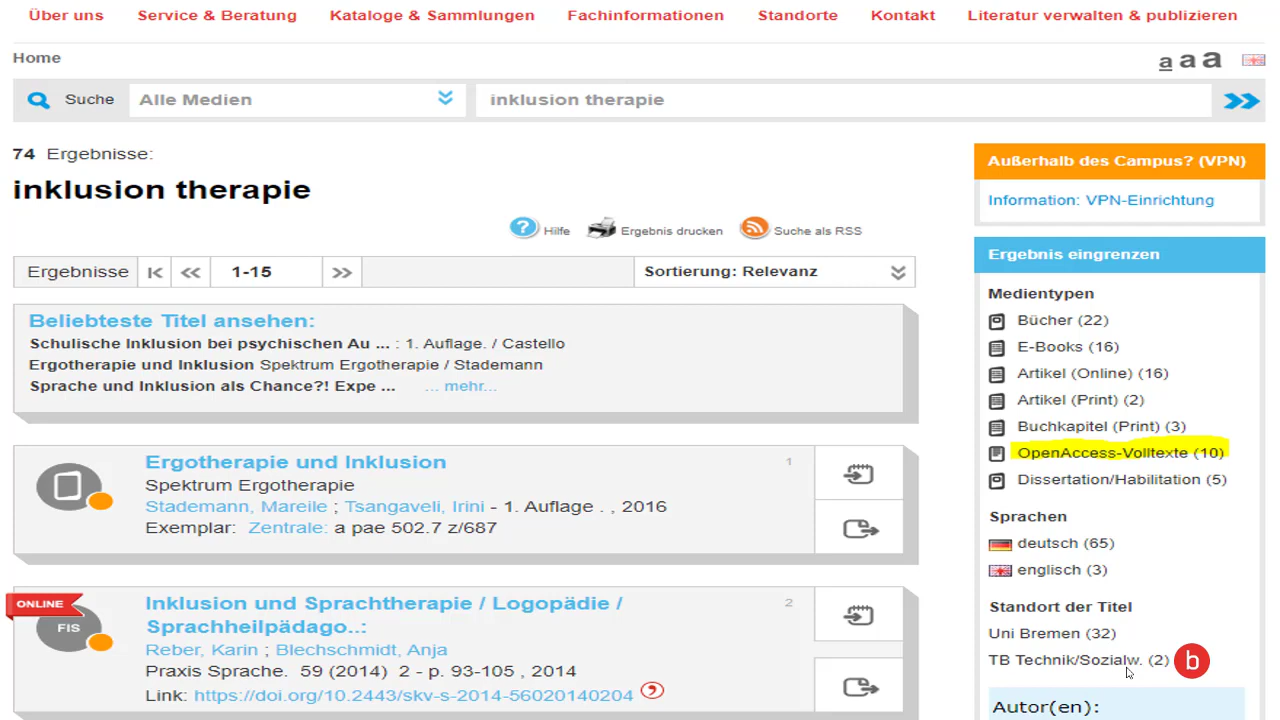 Über uns Service & Beratung Kataloge & Sammlungen Fachinformationen Standorte Kontakt Literatur verwalten & publizieren
Home
a a a
Suche Alle Medien inklusion therapie
74 Ergebnisse:
inklusion therapie
Hilfe Ergebnis drucken Suche als RSS
Ergebnisse 1-15 Sortierung: Relevanz
Beliebteste Titel ansehen:
Schulische Inklusion bei psychischen Au ... : 1. Auflage. / Castello
Ergotherapie und Inklusion Spektrum Ergotherapie / Stademann
Sprache und Inklusion als Chance?! Expe ... ... mehr...
Ergotherapie und Inklusion 1
Spektrum Ergotherapie
Stademann, Mareile ; Tsangaveli, Irini - 1. Auflage . , 2016
Exemplar: Zentrale: a pae 502.7 z/687
ONLINE
FIS
Inklusion und Sprachtherapie / Logopädie / 2
Sprachheilpädago..:
Reber, Karin ; Blechschmidt, Anja
Praxis Sprache. 59 (2014) 2 - p. 93-105 , 2014
Link: https://doi.org/10.2443/skv-s-2014-56020140204
Außerhalb des Campus? (VPN)
Information: VPN-Einrichtung
Ergebnis eingrenzen
Medientypen
Bücher (22)
E-Books (16)
Artikel (Online) (16)
Artikel (Print) (2)
Buchkapitel (Print) (3)
OpenAccess-Volltexte (10)
Dissertation/Habilitation (5)
Sprachen
deutsch (65)
englisch (3)
Standort der Titel
Uni Bremen (32)
TB Technik/Sozialw. (2) b
Autor(en):